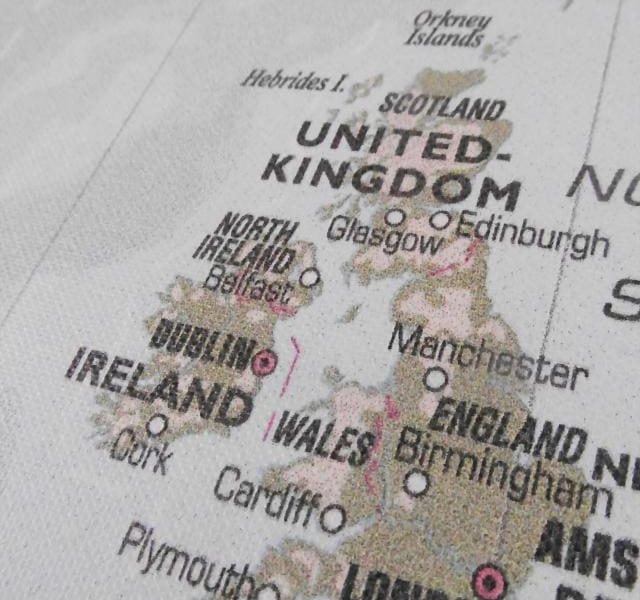 Orkney
Islands
Hebrides I.
SCOTLAND
UNITED-
KINGDOM
Glasgow
Edinburgh
NORTH
IRELAND
Belfast
DUBLIN
IRELAND
Cork
Manchester
ENGLAND
WALES
Birmingham
Cardiff
Plymouth